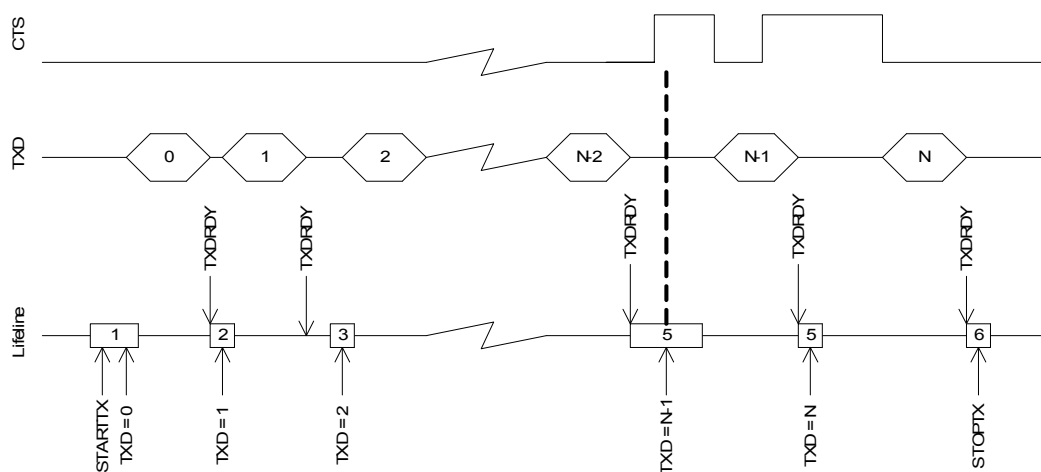 CTS
TXD
0
1
2
N-2
N-1
N
TXDRDY
TXDRDY
TXDRDY
TXDRDY
TXDRDY
Lifeline
1
2
3
5
5
6
STARTTX
TXD = 0
TXD = 1
TXD = 2
TXD = N-1
TXD = N
STOPTX